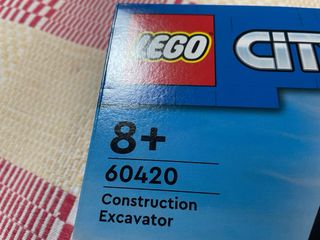 LEGO CIT
8+
60420
Construction
Excavator